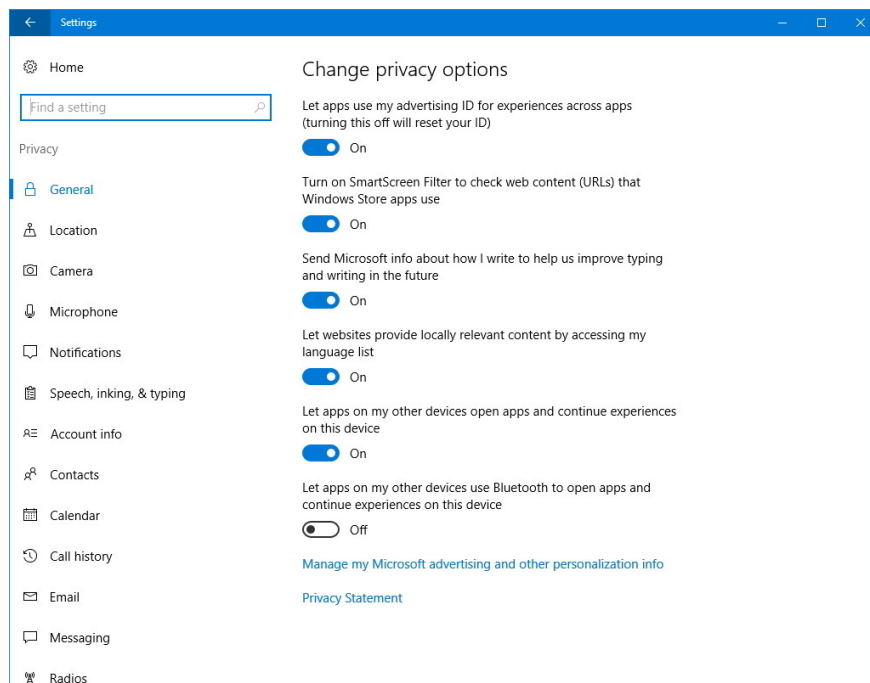 Settings
Home
Find a setting
Privacy
General
Location
Camera
Microphone
Notifications
Speech, inking, & typing
Account info
Contacts
Calendar
Call history
Email
Messaging
Radios
Change privacy options
Let apps use my advertising ID for experiences across apps
(turning this off will reset your ID)
On
Turn on SmartScreen Filter to check web content (URLs) that
Windows Store apps use
On
Send Microsoft info about how I write to help us improve typing
and writing in the future
On
Let websites provide locally relevant content by accessing my
language list
On
Let apps on my other devices open apps and continue experiences
on this device
On
Let apps on my other devices use Bluetooth to open apps and
continue experiences on this device
Off
Manage my Microsoft advertising and other personalization info
Privacy Statement